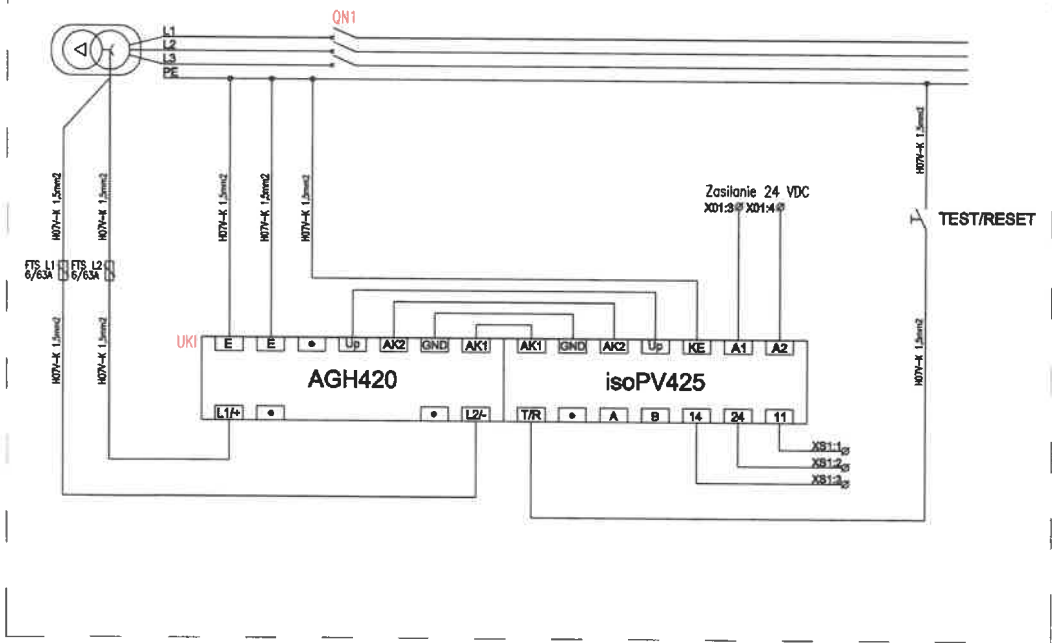 QN1
L1
L2
L3
PE
H07V-K 1,5mm2
H07V-K 1,5mm2
H07V-K 1,5mm2
H07V-K 1,5mm2
H07V-K 1,5mm2
H07V-K 1,5mm2
Zasilanie 24 VDC
X01:3 X01:4
TEST/RESET
FTS L1
6/63A
FTS L2
6/63A
H07V-K 1,5mm2
H07V-K 1,5mm2
H07V-K 1,5mm2
UKI
E E Up AK2 GND AK1 AK1 GND AK2 Up KE A1 A2
AGH420 isoPV425
L1/+ L2/- T/R A B 14 24 11
XS1:1
XS1:2
XS1:3